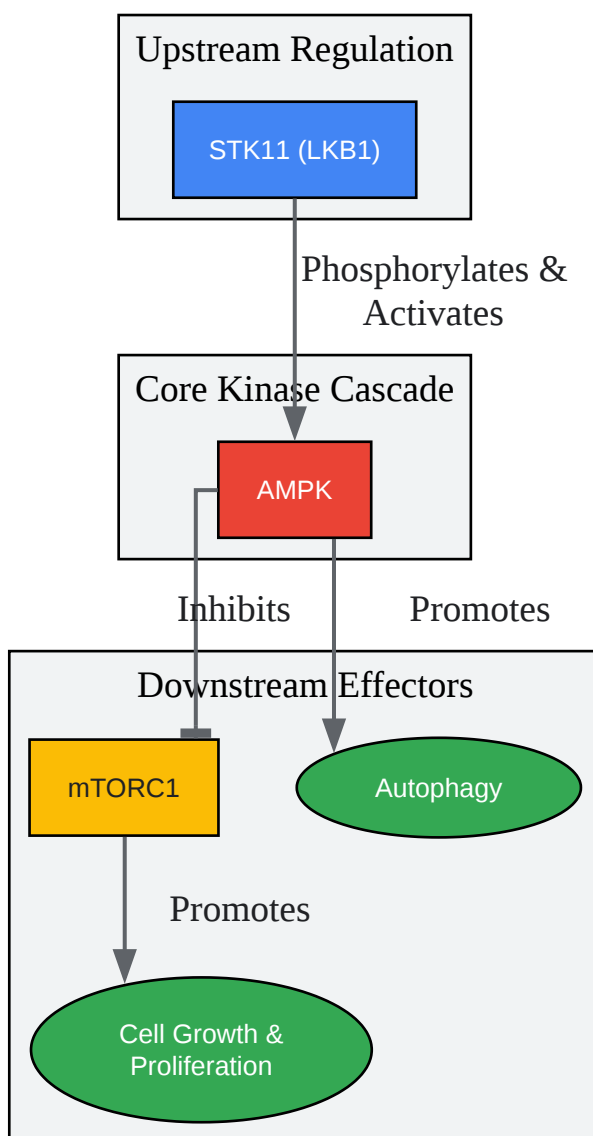 Upstream Regulation
STK11 (LKB1)
Phosphorylates &
Activates
Core Kinase Cascade
AMPK
Inhibits
Promotes
Downstream Effectors
mTORC1
Autophagy
Promotes
Cell Growth &
Proliferation